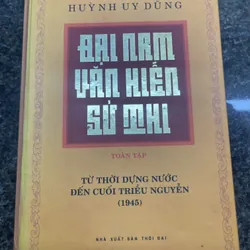 HUỲNH UY DŨNG
ĐẠI NAM
VĂN HIẾN
SỬ THI
TOÀN TẬP
TỪ THỜI DỰNG NƯỚC
ĐẾN CUỐI TRIỀU NGUYỄN
(1945)
NHÀ XUẤT BẢN THỜI ĐẠI